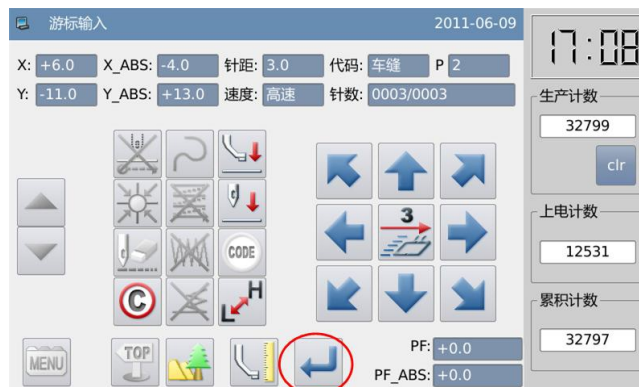 游标输入 2011-06-09
17:08
X: +6.0 X_ABS: -4.0 针距: 3.0 代码: 车缝 P 2
Y: -11.0 Y_ABS: +13.0 速度: 高速 针数: 0003/0003
生产计数
32799
clr
上电计数
12531
累积计数
32797
3
CODE
C
H
L
MENU
TOP
PF: +0.0
PF_ABS: +0.0